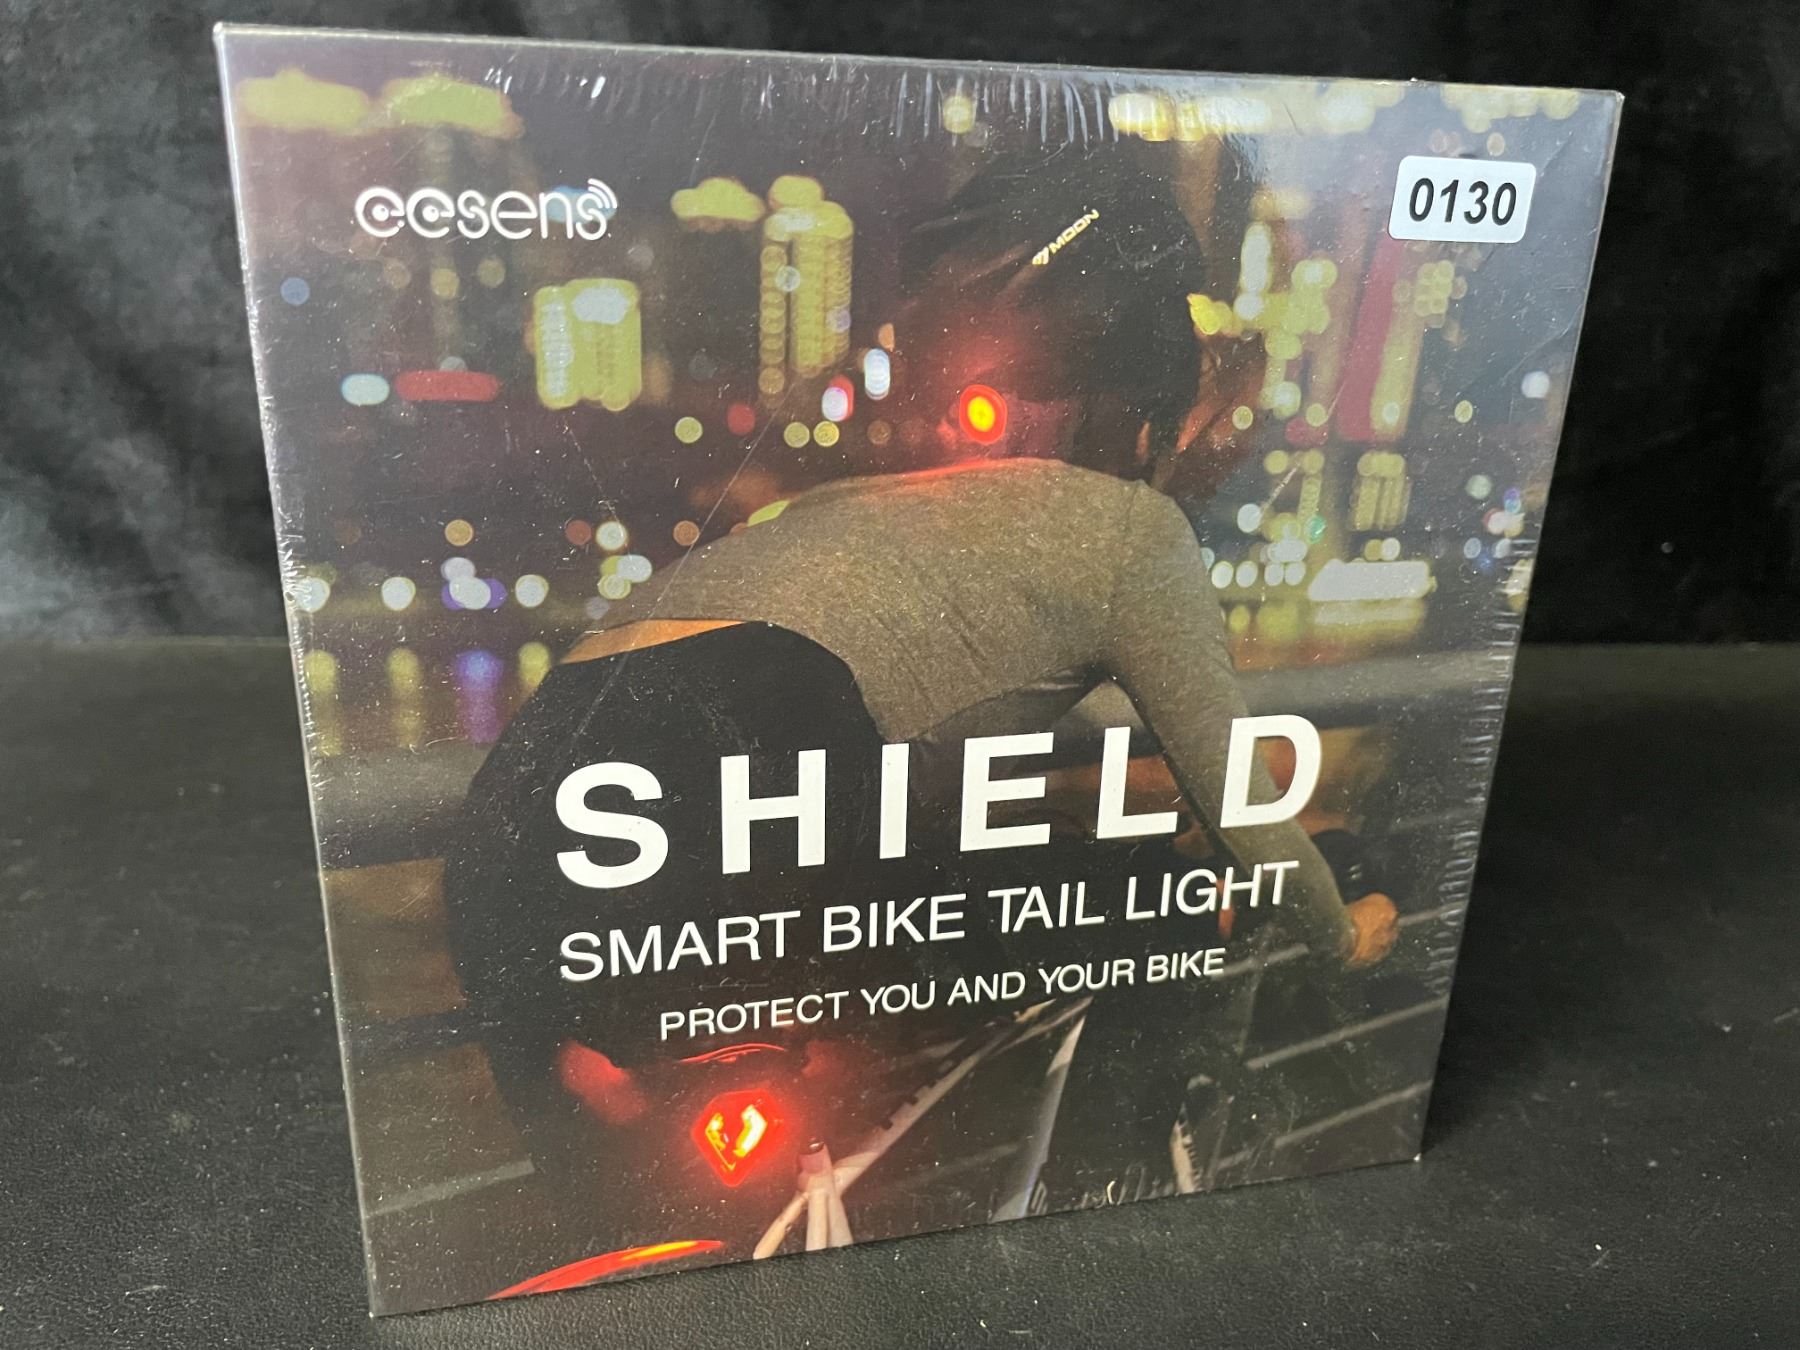 eesens
0130
MOON
SHIELD
SMART BIKE TAIL LIGHT
PROTECT YOU AND YOUR BIKE